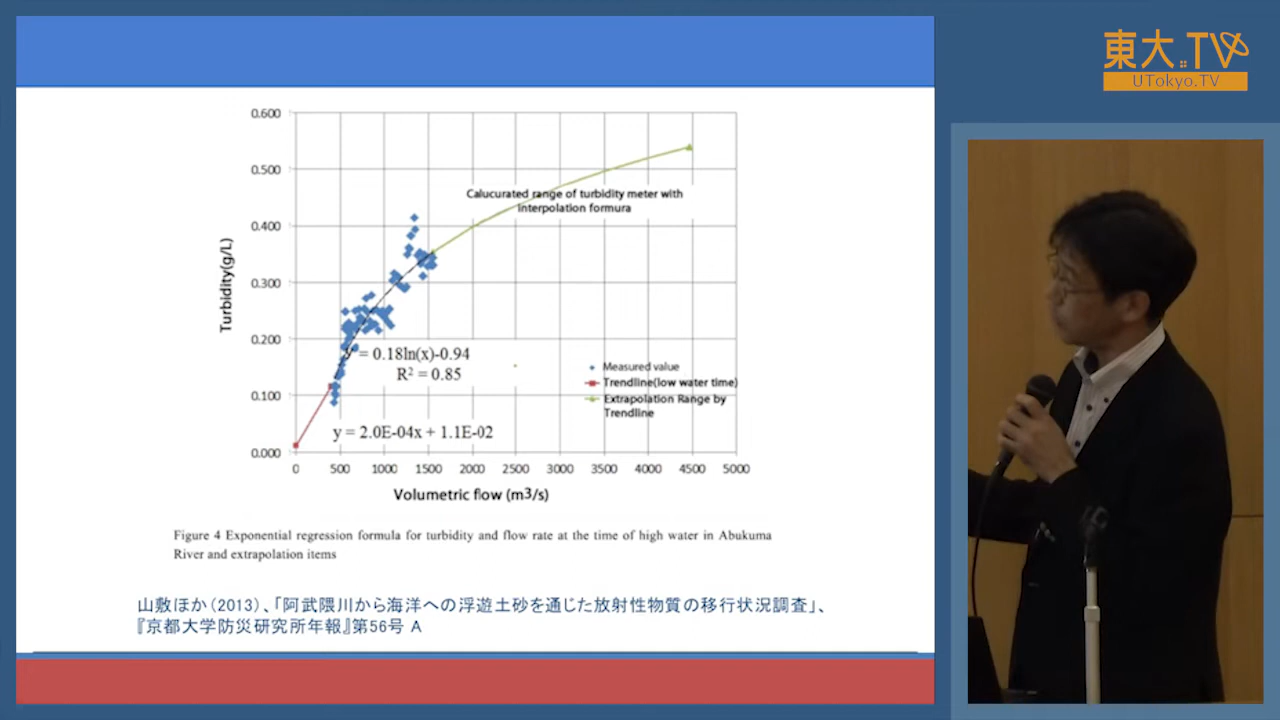 東大.TV
UTokyo.TV
0.600
0.500
0.400
0.300
0.200
0.100
0.000
Turbidity(g/L)
Calucurated range of turbidity meter with
interpolation formura
y = 0.18ln(x)-0.94
R² = 0.85
Measured value
Trendline(low water time)
Extrapolation Range by
Trendline
y = 2.0E-04x + 1.1E-02
0 500 1000 1500 2000 2500 3000 3500 4000 4500 5000
Volumetric flow (m3/s)
Figure 4 Exponential regression formula for turbidity and flow rate at the time of high water in Abukuma
River and extrapolation items
山敷ほか(2013)、「阿武隈川から海洋への浮遊土砂を通じた放射性物質の移行状況調査」、
『京都大学防災研究所年報』第56号 A